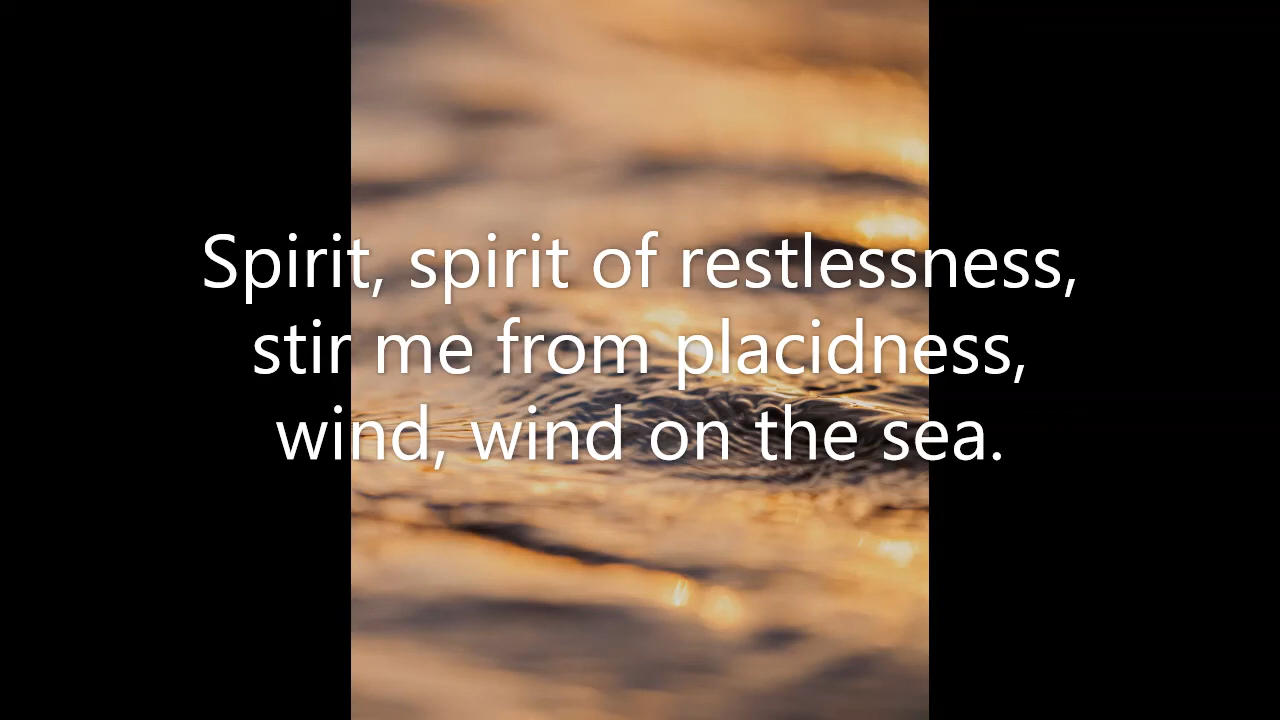 Spirit, spirit of restlessness,
stir me from placidness,
wind, wind on the sea.